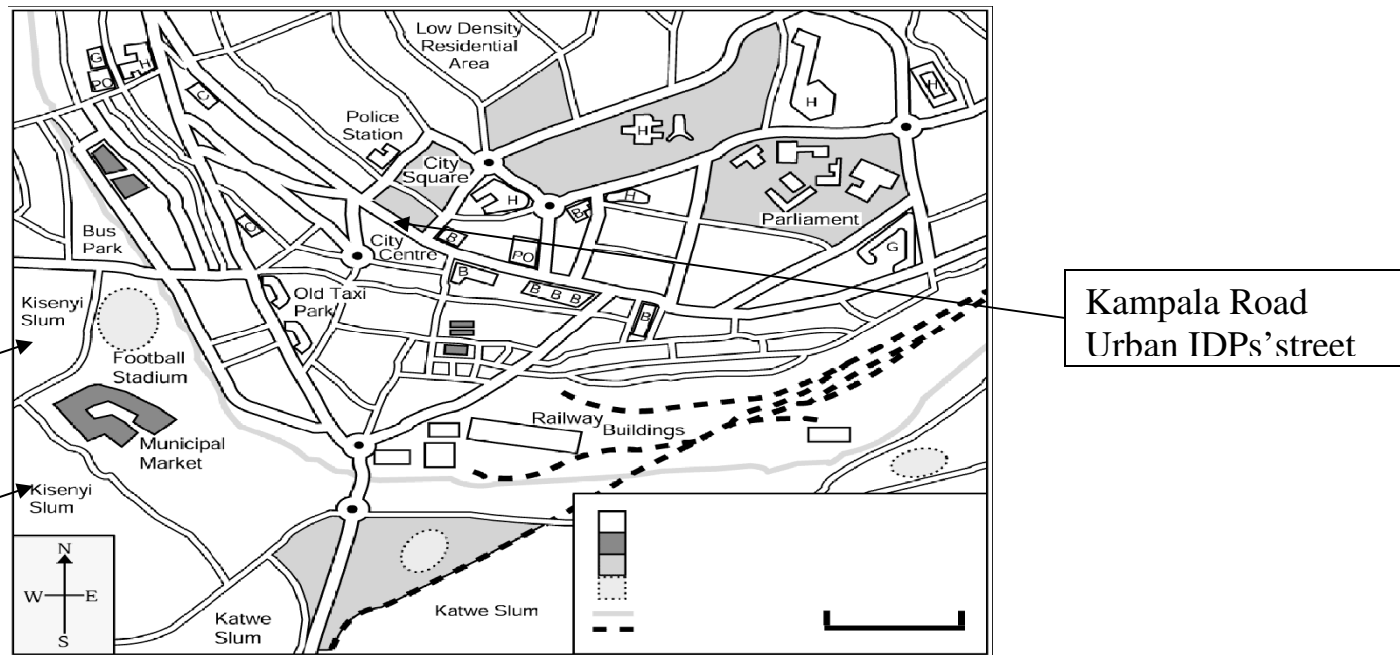 Low Density
Residential
Area
G
PO
H
C
Police
Station
H
H
H
City
Square
H
B
H
Parliament
G
Bus
Park
C
City
Centre
B
PO
B
B B B
B
Kampala Road
Urban IDPs’street
Kisenyi
Slum
Old Taxi
Park
Football
Stadium
Municipal
Market
Railway
Buildings
Kisenyi
Slum
N
W E
S
Katwe
Slum
Katwe Slum